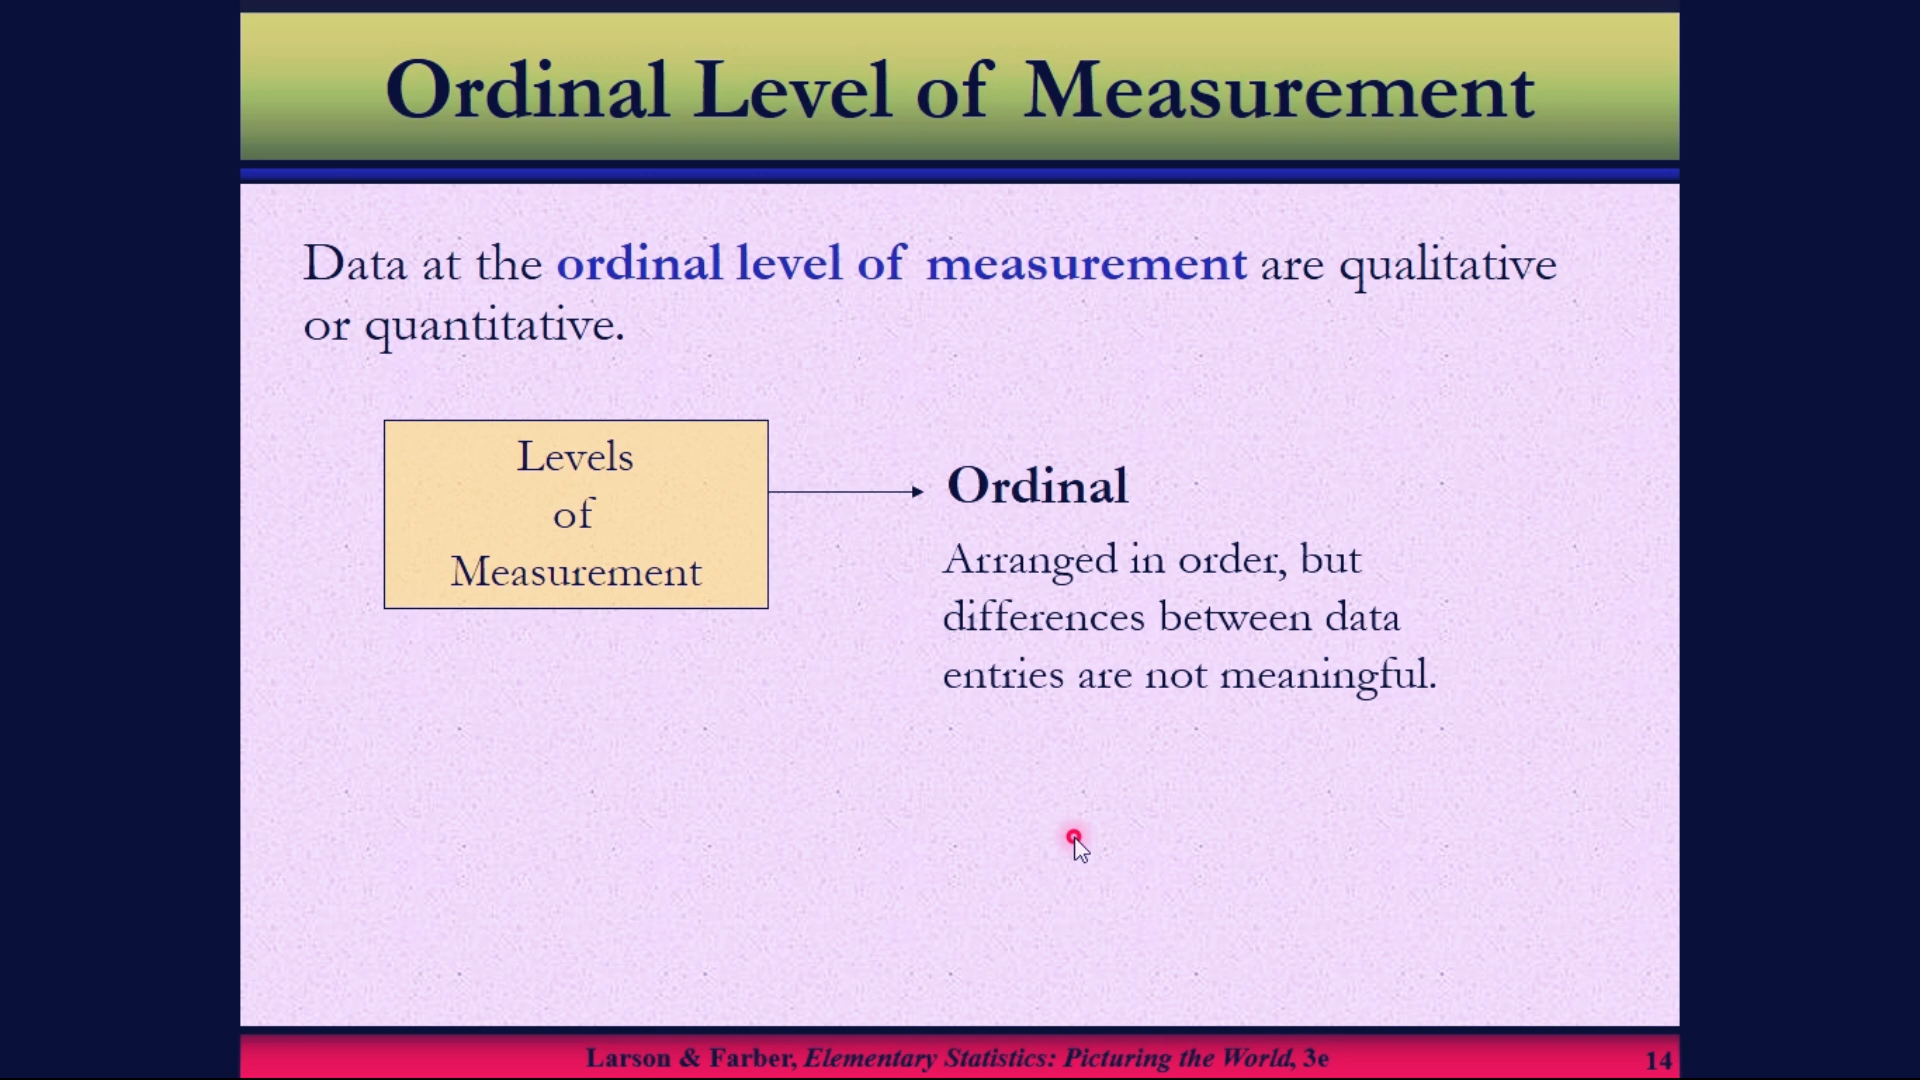 Ordinal Level of Measurement
Data at the ordinal level of measurement are qualitative
or quantitative.
Levels
of
Measurement
Ordinal
Arranged in order, but
differences between data
entries are not meaningful.
Larson & Farber, Elementary Statistics: Picturing the World, 3e
14